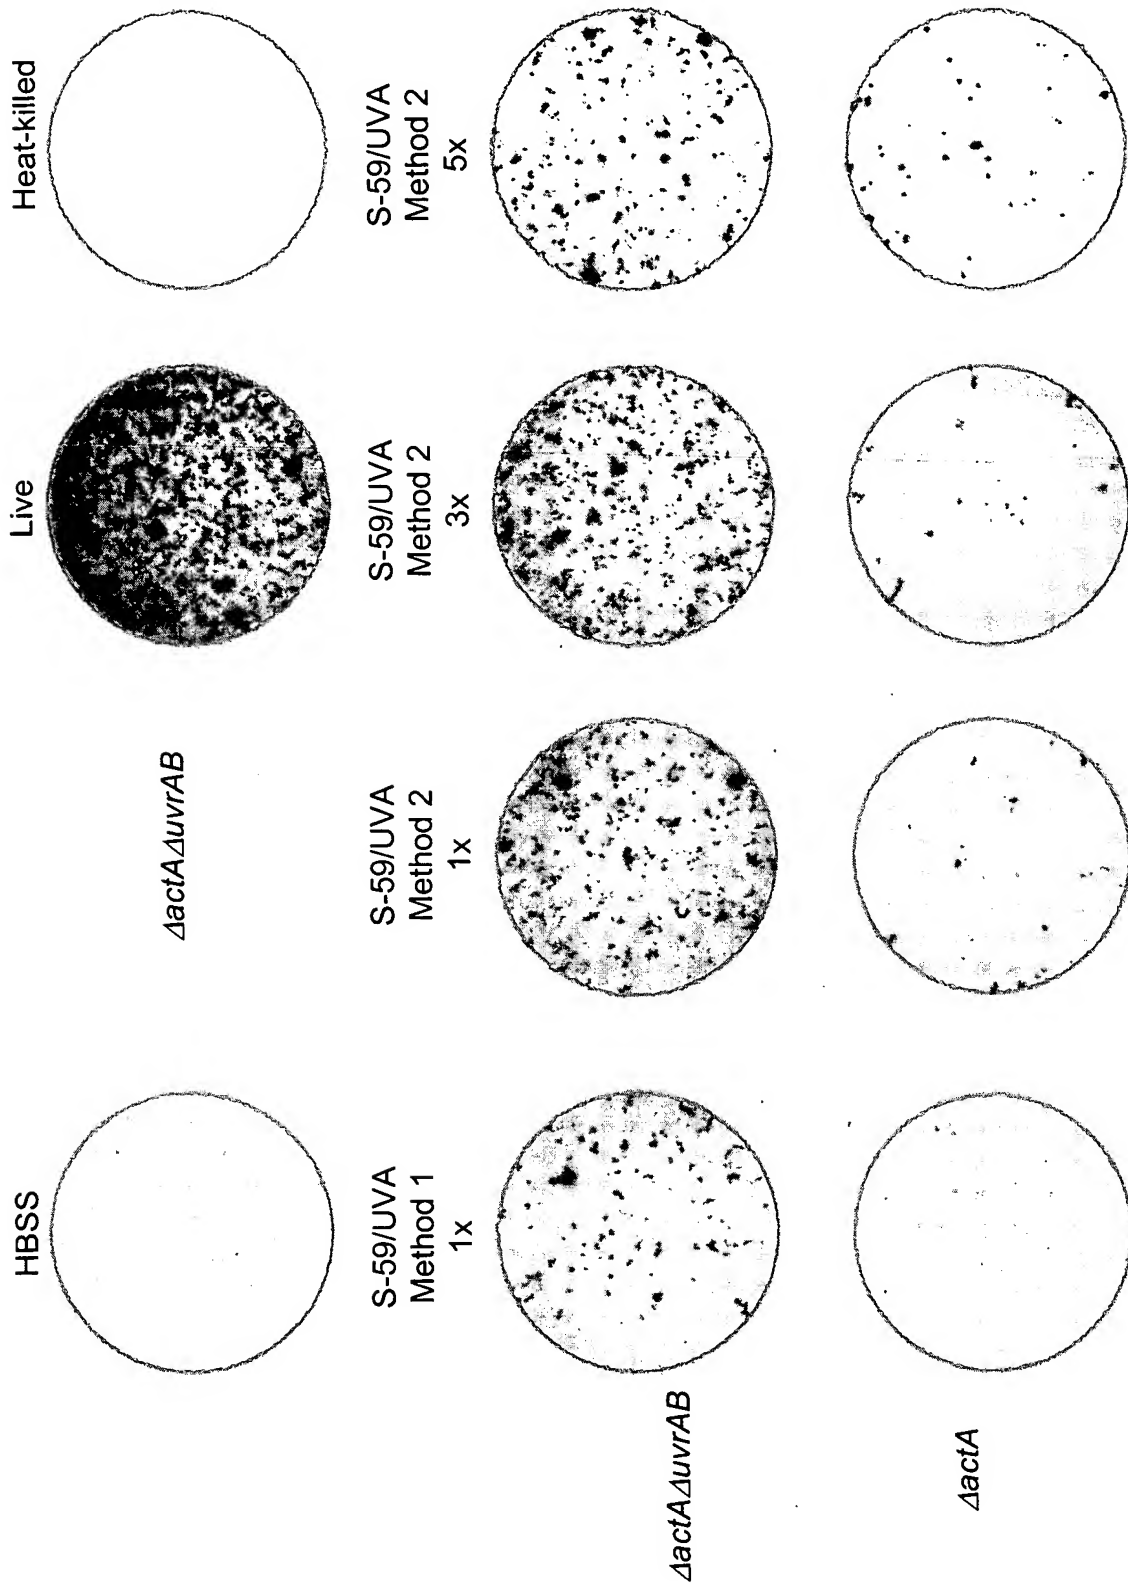 HBSS
Live
Heat-killed
ΔactAΔuvrAB
S-59/UVA
Method 1
1x
S-59/UVA
Method 2
1x
S-59/UVA
Method 2
3x
S-59/UVA
Method 2
5x
ΔactAΔuvrAB
ΔactA